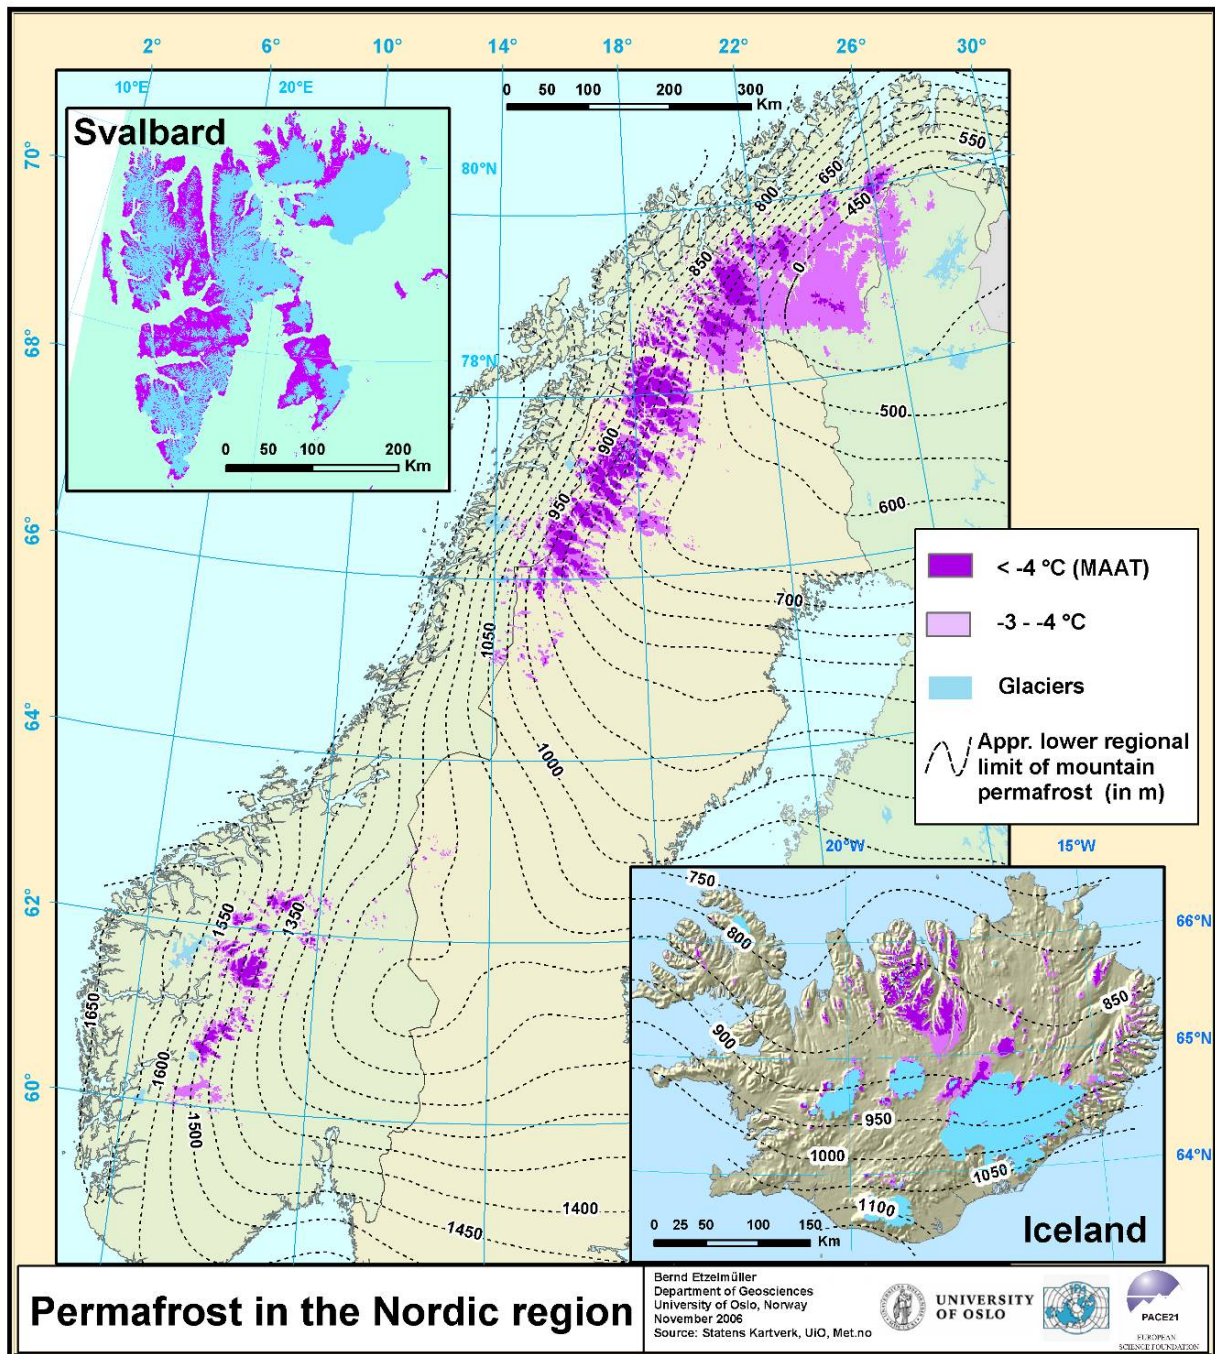 2° 6° 10° 14° 18° 22° 26° 30°
10°E 20°E
0 50 100 200 300
Km
Svalbard
80°N
78°N
0 50 100 200
Km
70°
68°
66°
64°
62°
60°
550
650
800
450
850
0
500
900
600
950
700
1050
1000
1550
1350
1650
1600
1500
1400
1450
< -4 °C (MAAT)
-3 - -4 °C
Glaciers
Appr. lower regional
limit of mountain
permafrost (in m)
20°W 15°W
750
800
66°N
850
900
65°N
950
1000
64°N
1050
1100
0 25 50 100 150
Km
Iceland
Permafrost in the Nordic region
Bernd Etzelmüller
Department of Geosciences
University of Oslo, Norway
November 2006
Source: Statens Kartverk, UiO, Met.no
UNIVERSITY
OF OSLO
PACE21
EUROPEAN
SCIENCE FOUNDATION